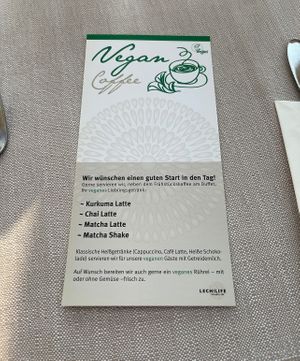 Vegan
Coffee
Wir wünschen einen guten Start in den Tag!
Gerne servieren wir, neben dem Frühstückskaffee am Buffet,
Ihr veganes Lieblingsgetränk:
– Kurkuma Latte
– Chai Latte
– Matcha Latte
– Matcha Shake
Klassische Heißgetränke (Cappuccino, Café Latte, Heiße Schoko-
lade) servieren wir für unsere veganen Gäste mit Getreidemilch.
Auf Wunsch bereiten wir auch gerne ein veganes Rührei – mit
oder ohne Gemüse –frisch zu.
LECHLIFE